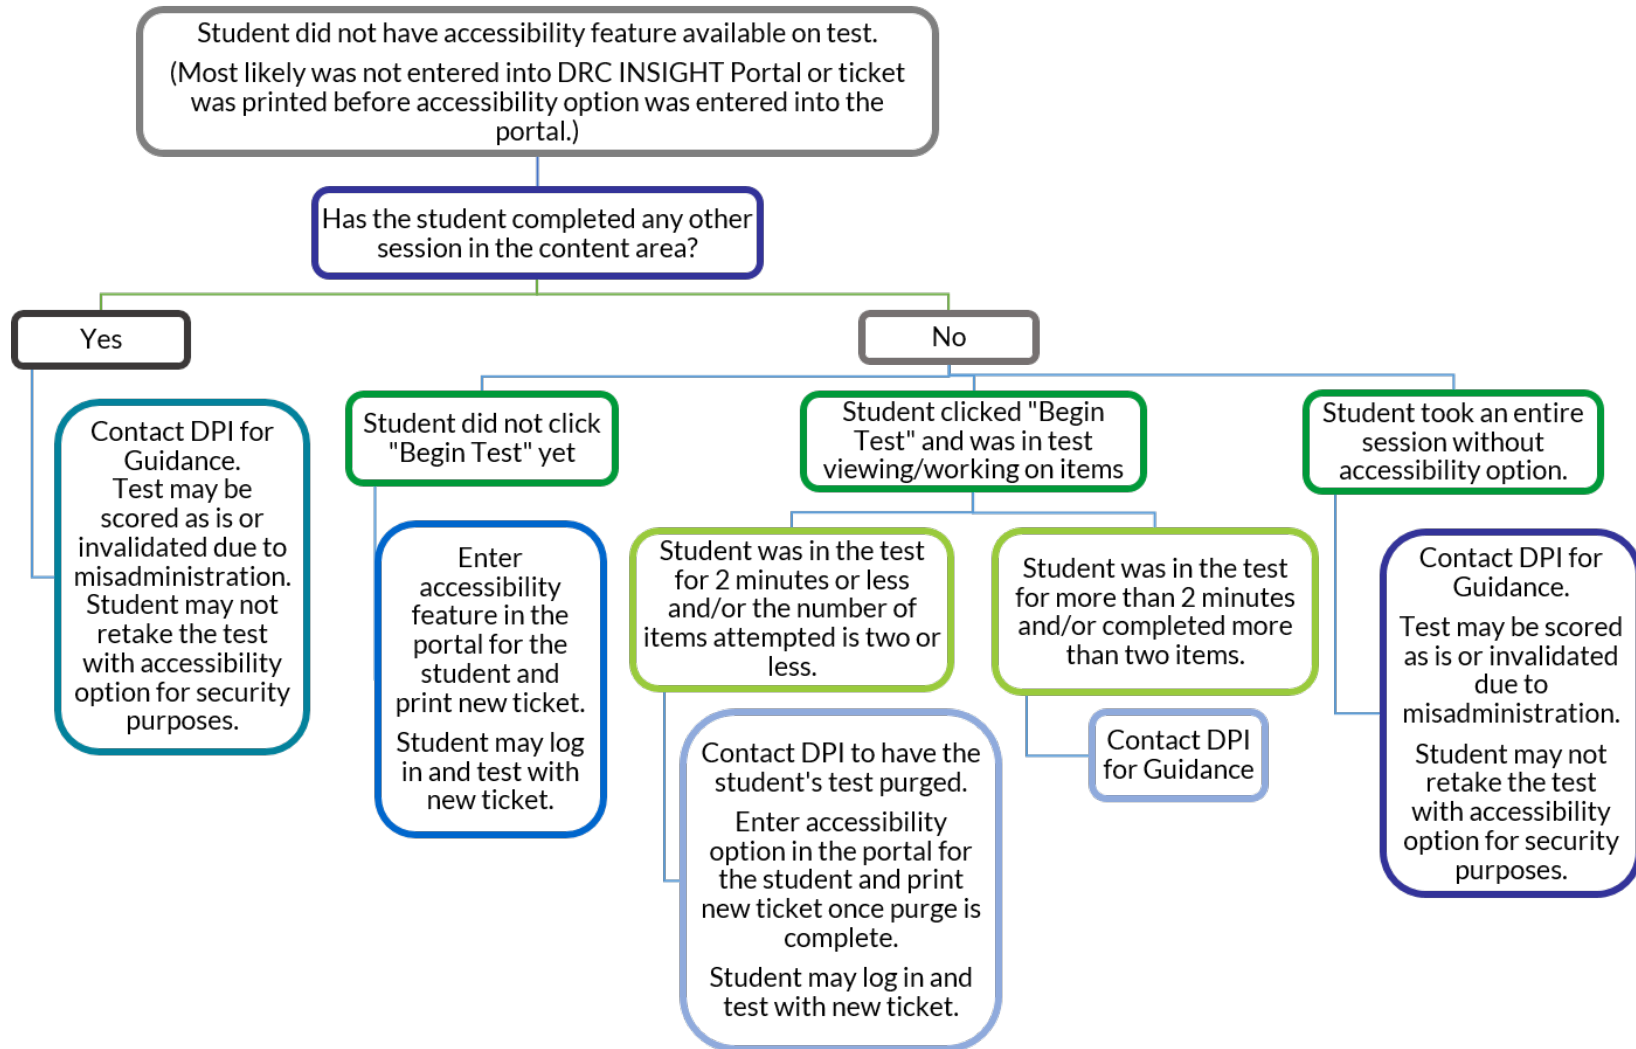 Student did not have accessibility feature available on test.
(Most likely was not entered into DRC INSIGHT Portal or ticket
was printed before accessibility option was entered into the
portal.)
Has the student completed any other
session in the content area?
Yes
Contact DPI for
Guidance.
Test may be
scored as is or
invalidated due to
misadministration.
Student may not
retake the test
with accessibility
option for security
purposes.
No
Student did not click
"Begin Test" yet
Enter
accessibility
feature in the
portal for the
student and
print new ticket.
Student may log
in and test with
new ticket.
Student clicked "Begin
Test" and was in test
viewing/working on items
Student was in the test
for 2 minutes or less
and/or the number of
items attempted is two or
less.
Contact DPI to have the
student's test purged.
Enter accessibility
option in the portal for
the student and print
new ticket once purge is
complete.
Student may log in and
test with new ticket.
Student was in the test
for more than 2 minutes
and/or completed more
than two items.
Contact DPI
for Guidance
Student took an entire
session without
accessibility option.
Contact DPI for
Guidance.
Test may be scored
as is or invalidated
due to
misadministration.
Student may not
retake the test
with accessibility
option for security
purposes.